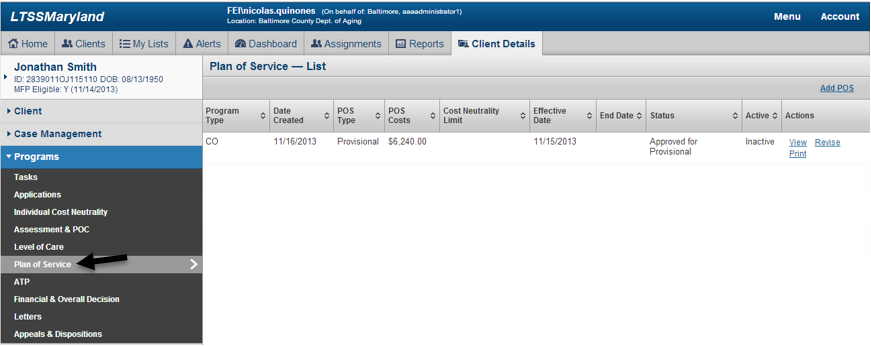 LTSSMaryland
FEI\nicolas.quinones (On behalf of: Baltimore, aaaadministrator1)
Location: Baltimore County Dept. of Aging
Menu Account
Home Clients My Lists Alerts Dashboard Assignments Reports Client Details
Jonathan Smith
ID: 2839011OJ115110 DOB: 08/13/1950
MFP Eligible: Y (11/14/2013)
Client
Case Management
Programs
Tasks
Applications
Individual Cost Neutrality
Assessment & POC
Level of Care
Plan of Service
ATP
Financial & Overall Decision
Letters
Appeals & Dispositions
Plan of Service — List
Add POS
Program Type Date Created POS Type POS Costs Cost Neutrality Limit Effective Date End Date Status Active Actions
CO 11/16/2013 Provisional $6,240.00 11/15/2013 Approved for Provisional Inactive View Revise
Print